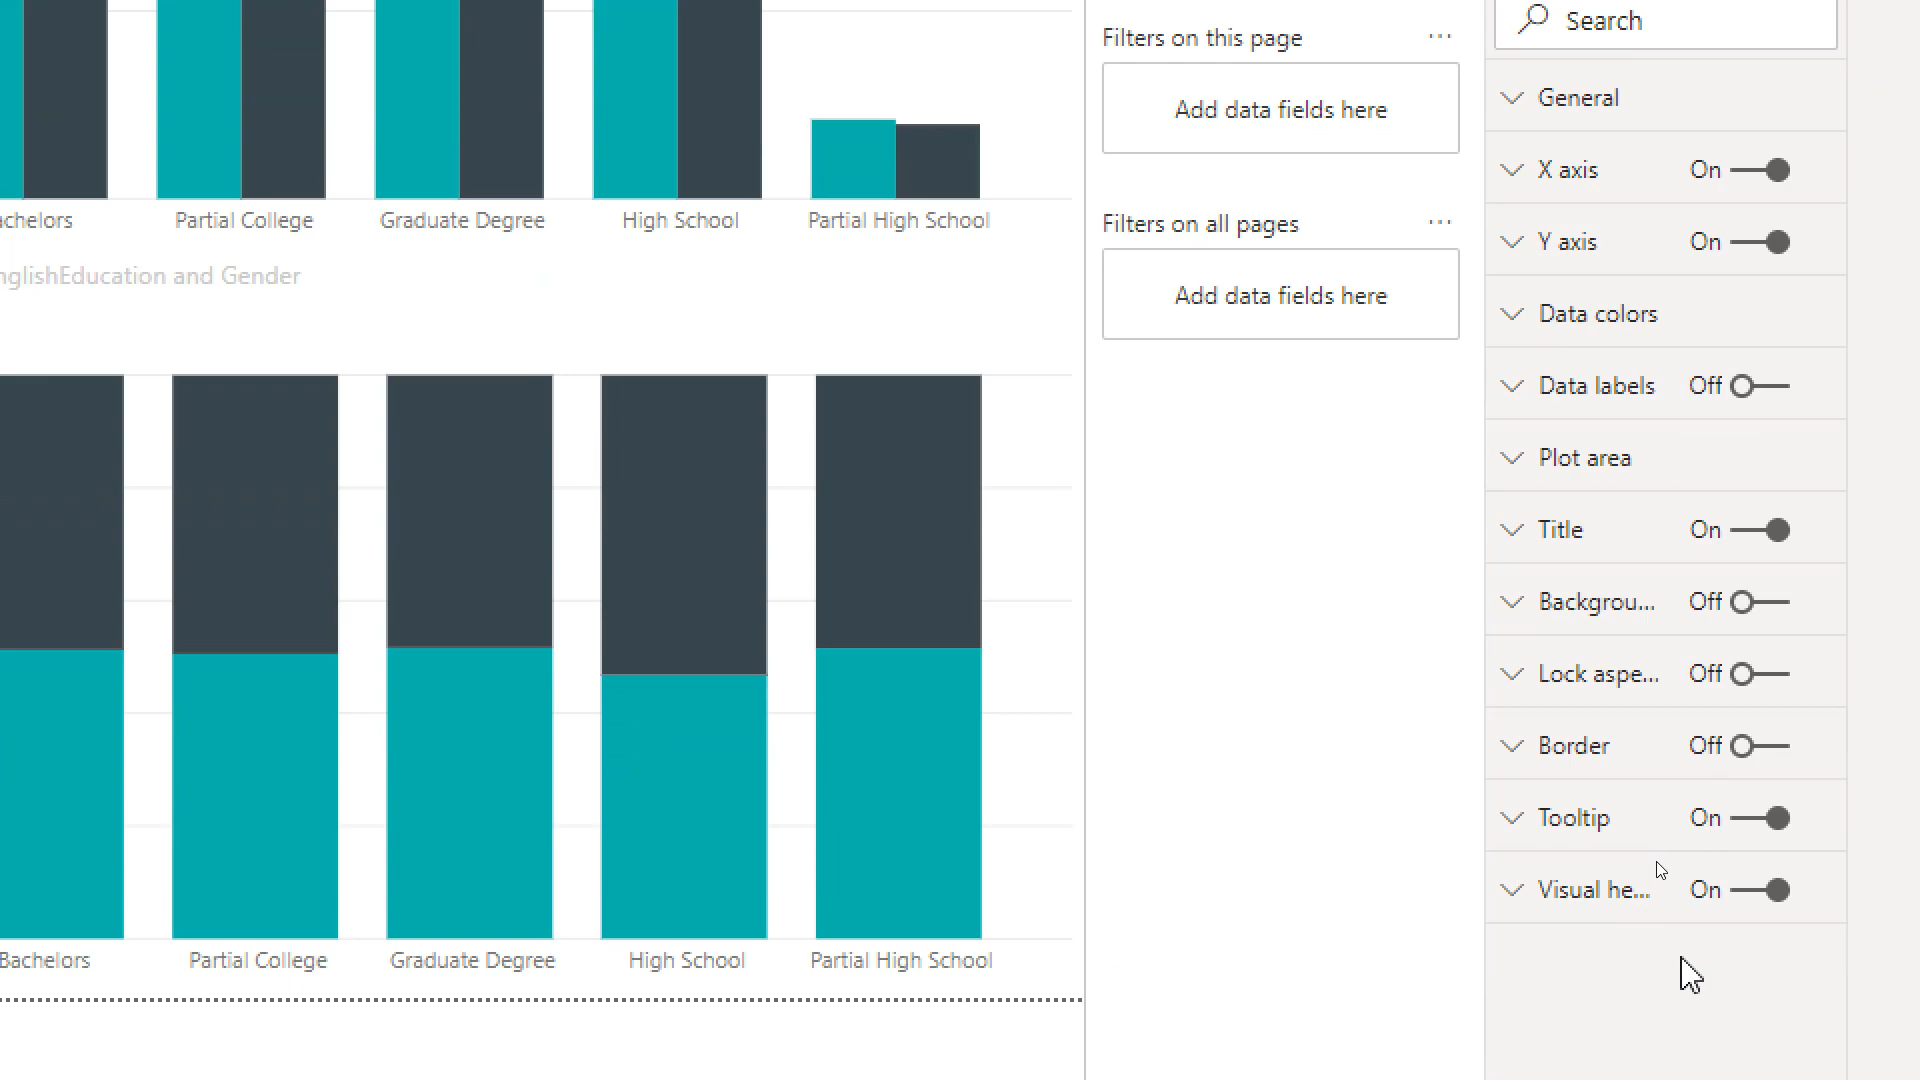 Bachelors
Partial College
Graduate Degree
High School
Partial High School
EnglishEducation and Gender
Bachelors
Partial College
Graduate Degree
High School
Partial High School
Filters on this page
...
Add data fields here
Filters on all pages
...
Add data fields here
Search
General
X axis On
Y axis On
Data colors
Data labels Off
Plot area
Title On
Backgrou... Off
Lock aspe... Off
Border Off
Tooltip On
Visual he... On